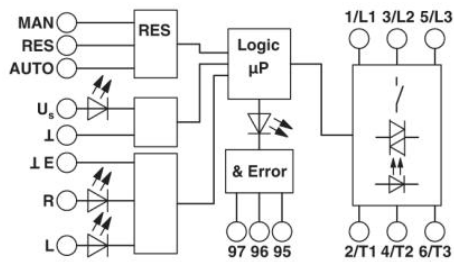 MAN
RES
AUTO
RES
Us
⊥
⊥ E
R
L
Logic
µP
& Error
97 96 95
1/L1 3/L2 5/L3
2/T1 4/T2 6/T3